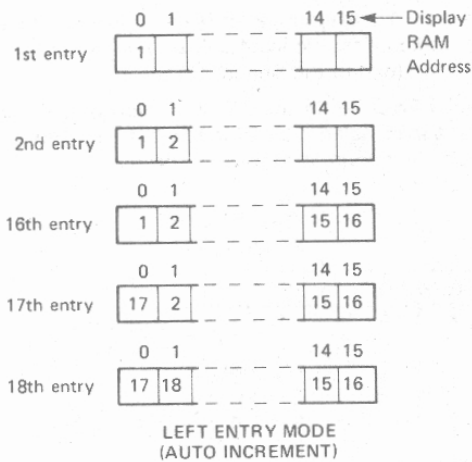 0 1 14 15 Display
RAM
Address
1st entry 1
0 1 14 15
2nd entry 1 2
0 1 14 15
16th entry 1 2 15 16
0 1 14 15
17th entry 17 2 15 16
0 1 14 15
18th entry 17 18 15 16
LEFT ENTRY MODE
(AUTO INCREMENT)